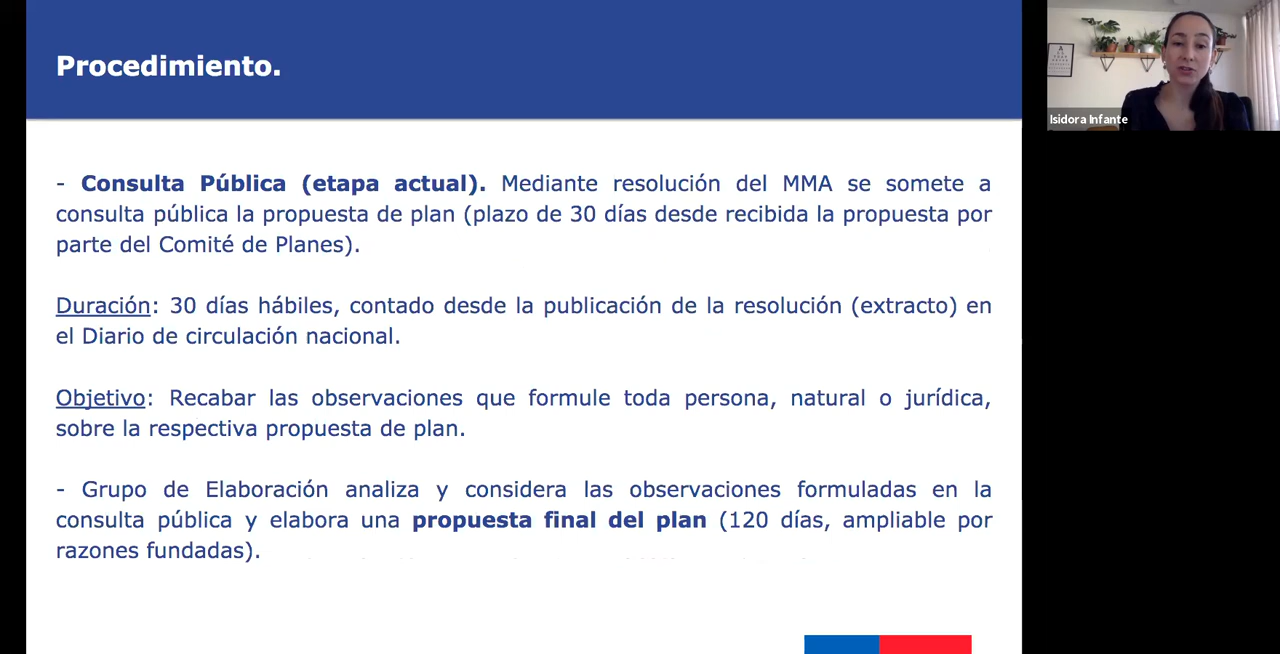 Procedimiento.
- Consulta Pública (etapa actual). Mediante resolución del MMA se somete a
consulta pública la propuesta de plan (plazo de 30 días desde recibida la propuesta por
parte del Comité de Planes).
Duración: 30 días hábiles, contado desde la publicación de la resolución (extracto) en
el Diario de circulación nacional.
Objetivo: Recabar las observaciones que formule toda persona, natural o jurídica,
sobre la respectiva propuesta de plan.
- Grupo de Elaboración analiza y considera las observaciones formuladas en la
consulta pública y elabora una propuesta final del plan (120 días, ampliable por
razones fundadas).
Isidora Infante